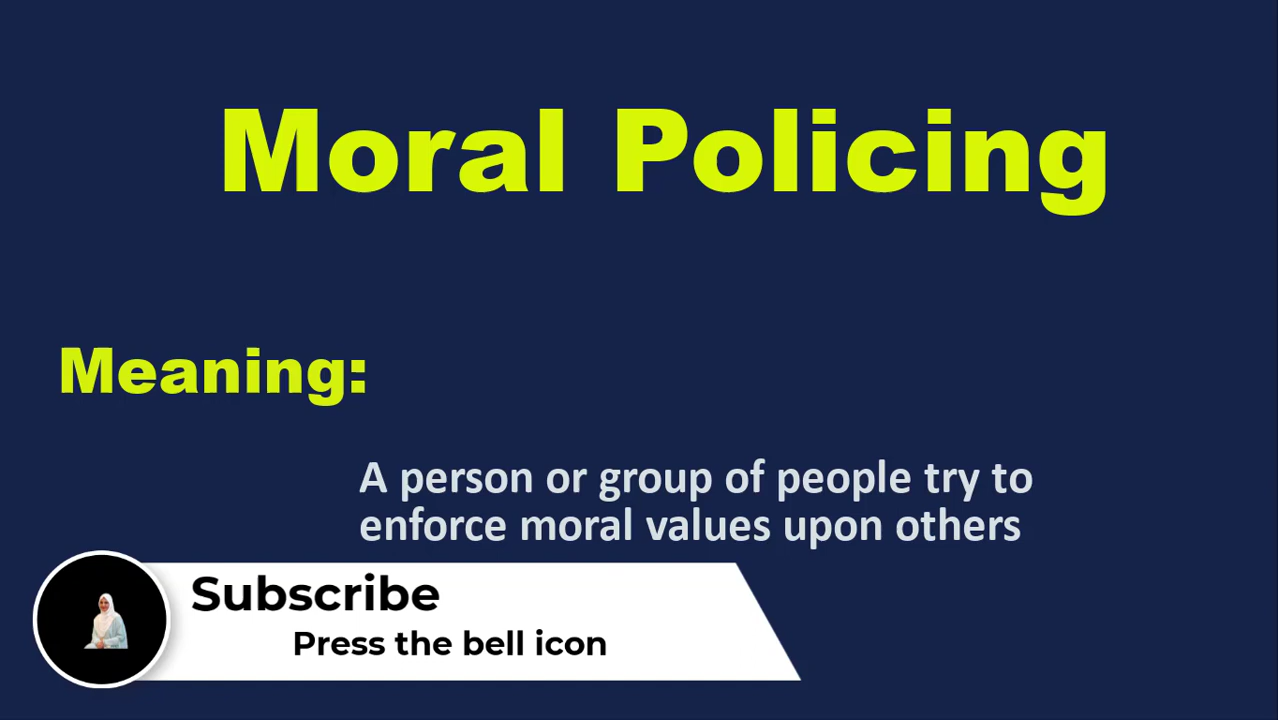 Moral Policing
Meaning:
A person or group of people try to
enforce moral values upon others
Subscribe
Press the bell icon